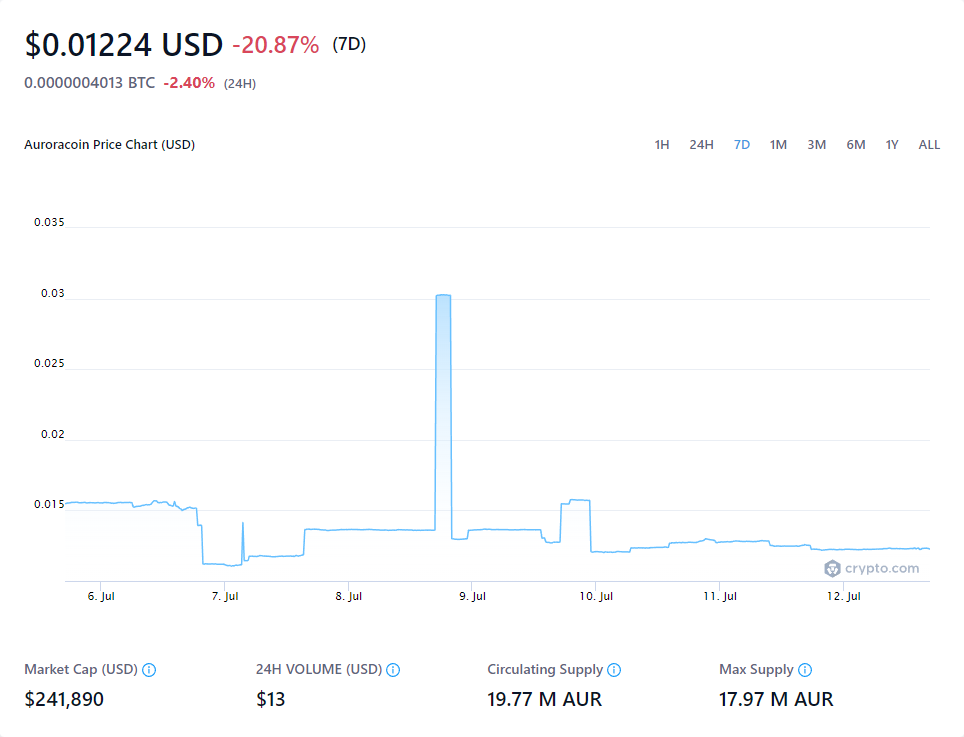 $0.01224 USD -20.87% (7D)
0.0000004013 BTC -2.40% (24H)
Auroracoin Price Chart (USD) 1H 24H 7D 1M 3M 6M 1Y ALL
0.035
0.03
0.025
0.02
0.015
crypto.com
6. Jul 7. Jul 8. Jul 9. Jul 10. Jul 11. Jul 12. Jul
Market Cap (USD) 24H VOLUME (USD) Circulating Supply Max Supply
$241,890 $13 19.77 M AUR 17.97 M AUR